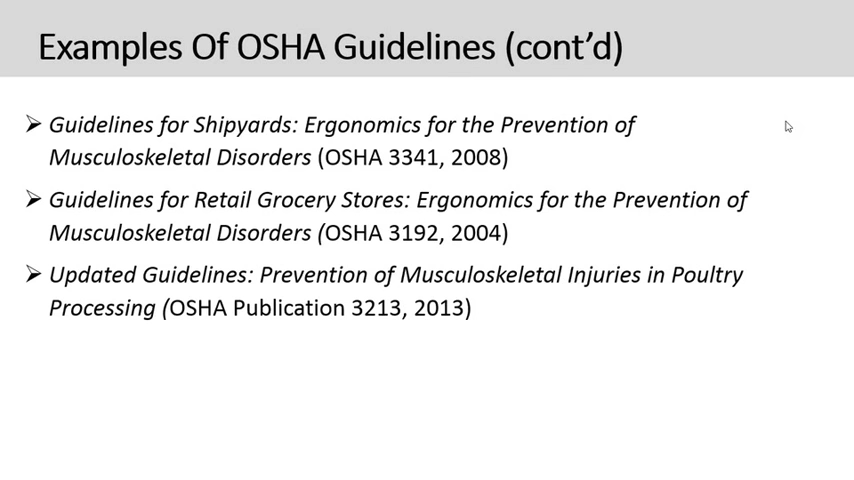 Examples Of OSHA Guidelines (cont’d)
Guidelines for Shipyards: Ergonomics for the Prevention of
Musculoskeletal Disorders (OSHA 3341, 2008)
Guidelines for Retail Grocery Stores: Ergonomics for the Prevention of
Musculoskeletal Disorders (OSHA 3192, 2004)
Updated Guidelines: Prevention of Musculoskeletal Injuries in Poultry
Processing (OSHA Publication 3213, 2013)